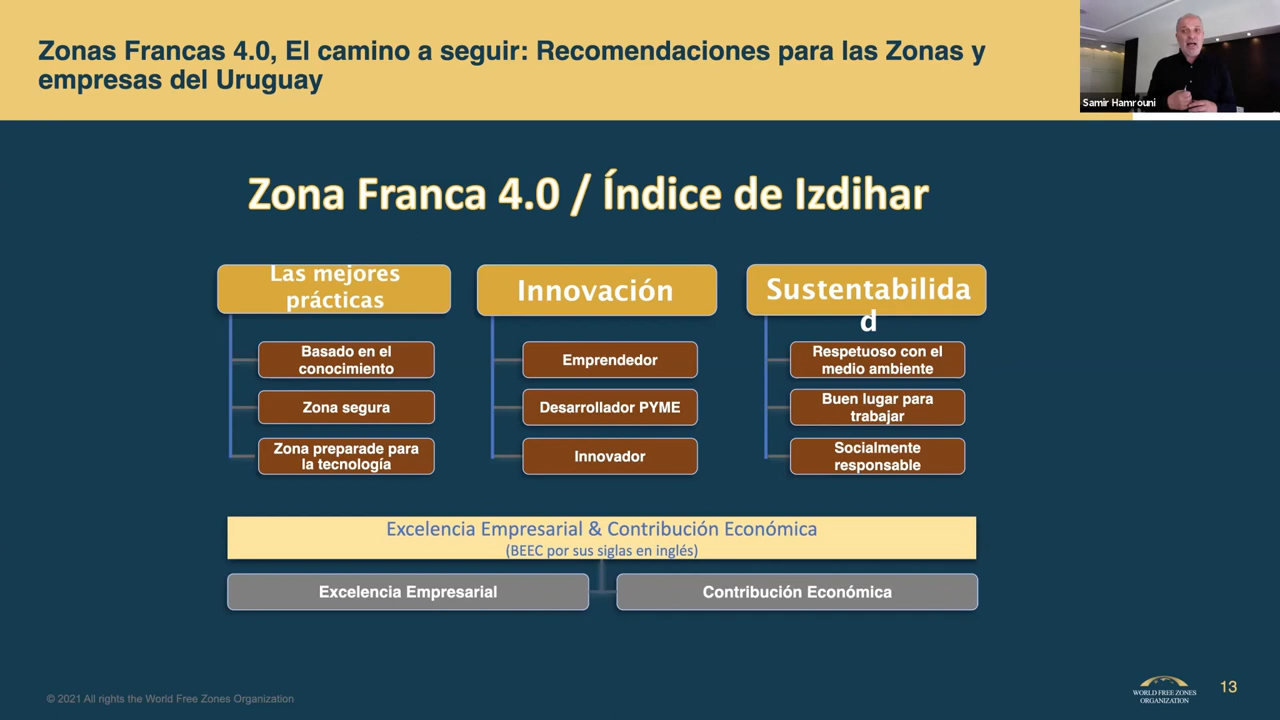 Zonas Francas 4.0, El camino a seguir: Recomendaciones para las Zonas y
empresas del Uruguay
Samir Hamrouni
Zona Franca 4.0 / Índice de Izdihar
Las mejores
prácticas
Innovación
Sustentabilida
d
Basado en el
conocimiento
Emprendedor
Respetuoso con el
medio ambiente
Zona segura
Desarrollador PYME
Buen lugar para
trabajar
Zona preparade para
la tecnología
Innovador
Socialmente
responsable
Excelencia Empresarial & Contribución Económica
(BEEC por sus siglas en inglés)
Excelencia Empresarial
Contribución Económica
© 2021 All rights the World Free Zones Organization
WORLD FREE ZONES
ORGANIZATION
13